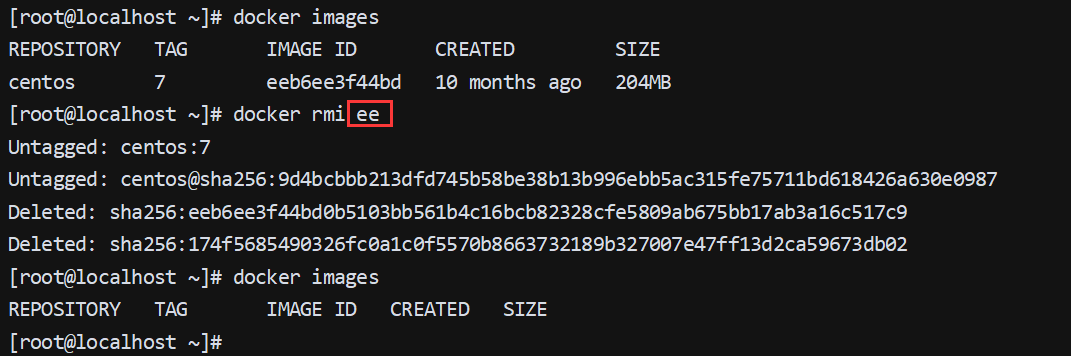 [root@localhost ~]# docker images
REPOSITORY   TAG       IMAGE ID       CREATED         SIZE
centos       7         eeb6ee3f44bd   10 months ago   204MB
[root@localhost ~]# docker rmi ee
Untagged: centos:7
Untagged: centos@sha256:9d4bcbbb213dfd745b58be38b13b996ebb5ac315fe75711bd618426a630e0987
Deleted: sha256:eeb6ee3f44bd0b5103bb561b4c16bcb82328cfe5809ab675bb17ab3a16c517c9
Deleted: sha256:174f5685490326fc0a1c0f5570b8663732189b327007e47ff13d2ca59673db02
[root@localhost ~]# docker images
REPOSITORY   TAG       IMAGE ID   CREATED   SIZE
[root@localhost ~]#